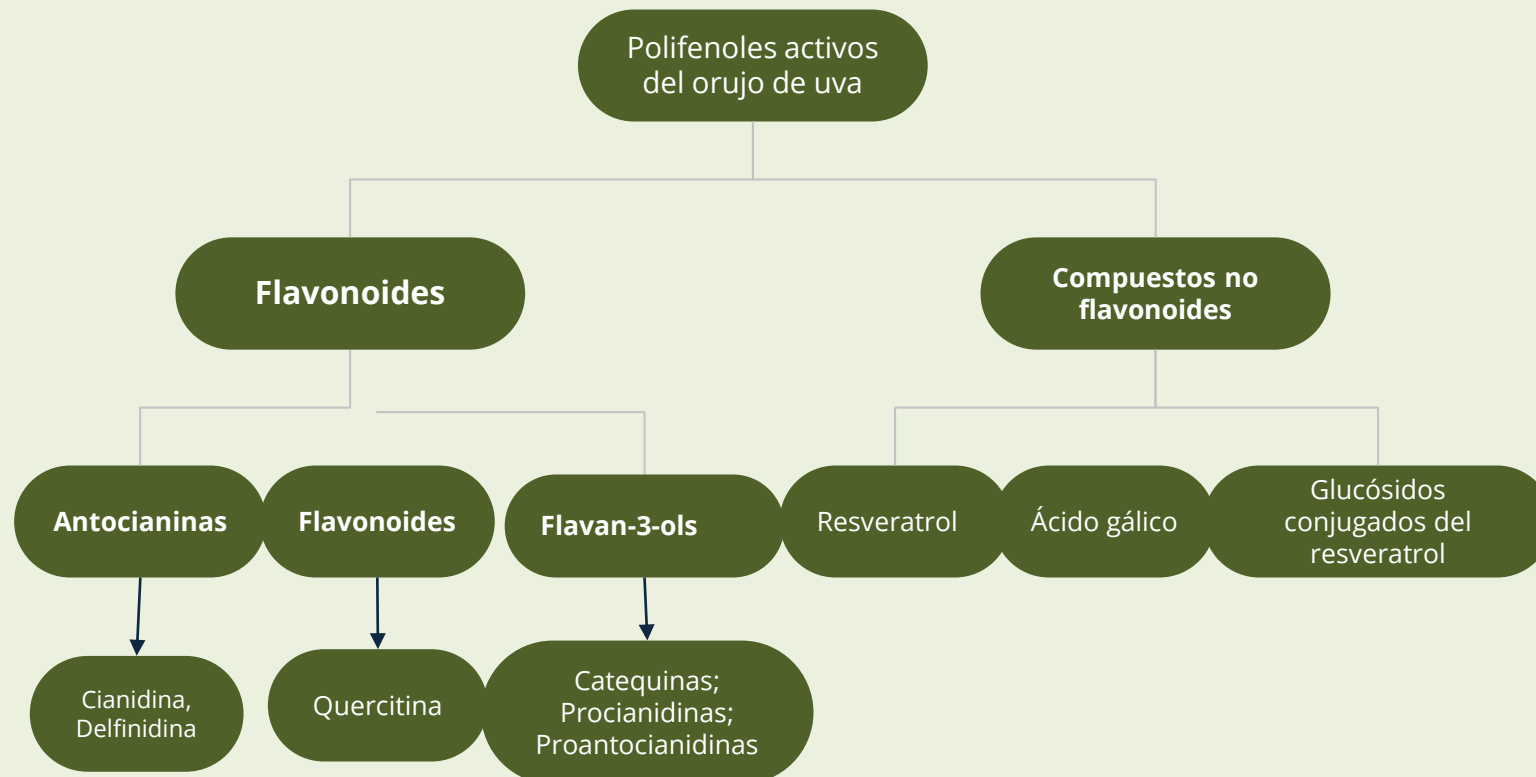 Polifenoles activos
del orujo de uva
Flavonoides
Compuestos no
flavonoides
Antocianinas
Flavonoides
Flavan-3-ols
Resveratrol
Ácido gálico
Glucósidos
conjugados del
resveratrol
Cianidina,
Delfinidina
Quercitina
Catequinas;
Procianidinas;
Proantocianidinas